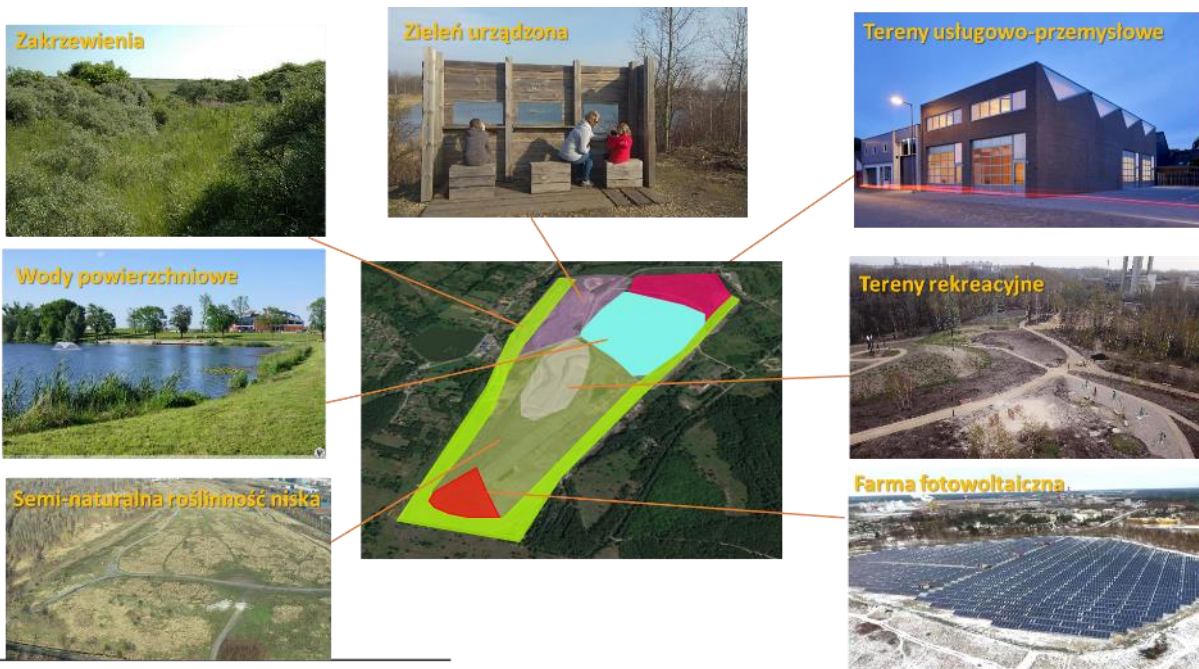 Zakrzewienia
Zieleń urządzona
Tereny usługowo-przemysłowe
Wody powierzchniowe
Tereny rekreacyjne
Semi-naturalna roślinność niska
Farma fotowoltaiczna